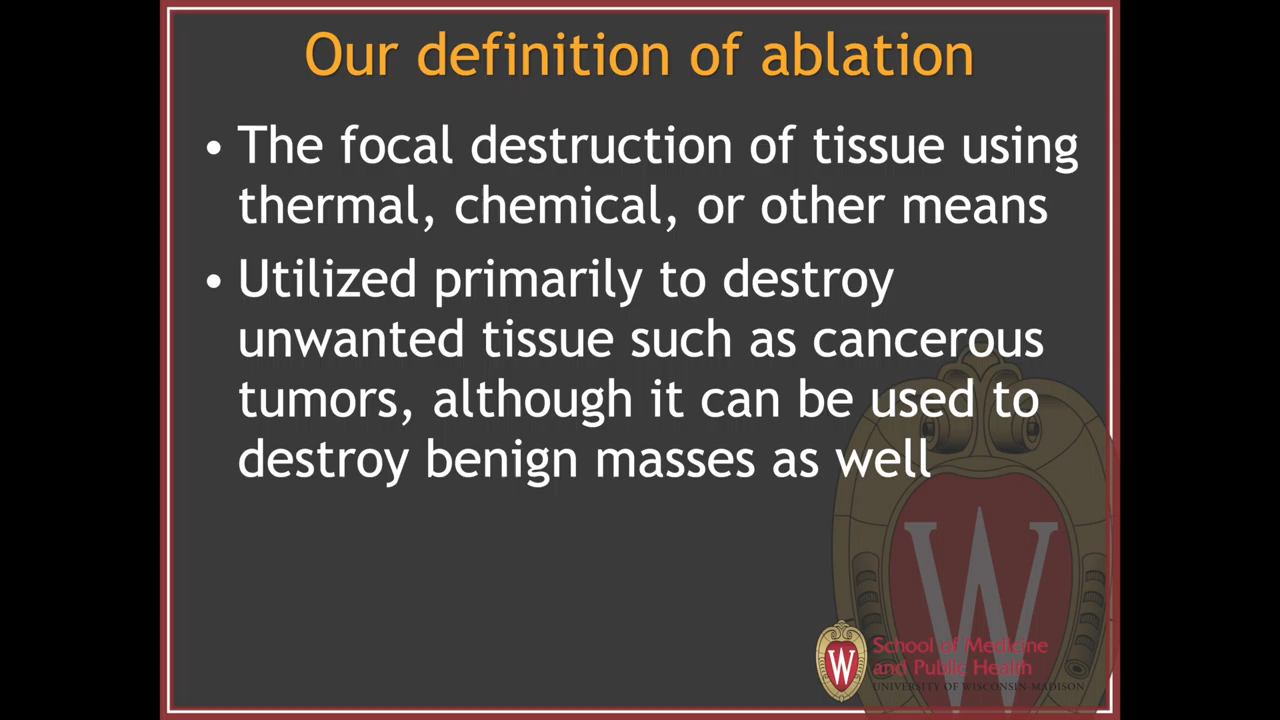 Our definition of ablation
• The focal destruction of tissue using
thermal, chemical, or other means
• Utilized primarily to destroy
unwanted tissue such as cancerous
tumors, although it can be used to
destroy benign masses as well
W
W
School of Medicine
and Public Health
UNIVERSITY OF WISCONSIN-MADISON